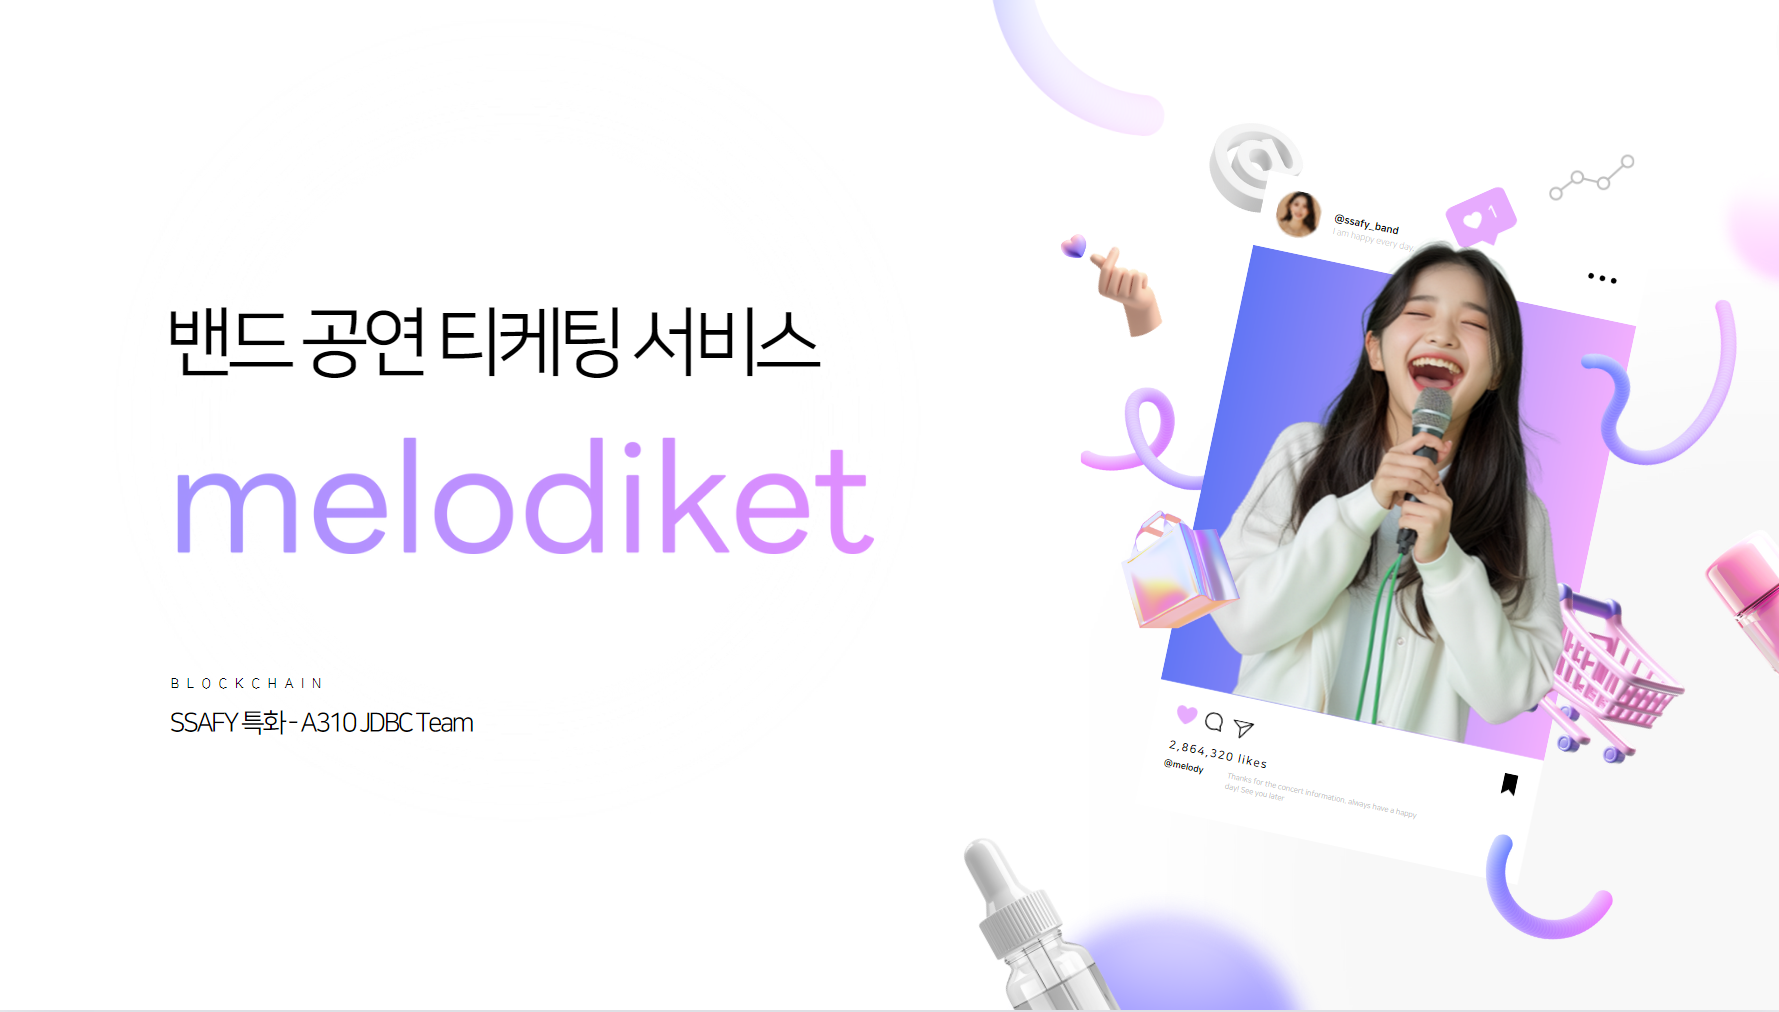 밴드 공연 티케팅 서비스
melodiket
BLOCKCHAIN
SSAFY 특화 - A310 JDBC Team
@ssafy_band
I am happy every day
1
2,864,320 likes
@melody
Thanks for the concert information, always have a happy
day! See you later